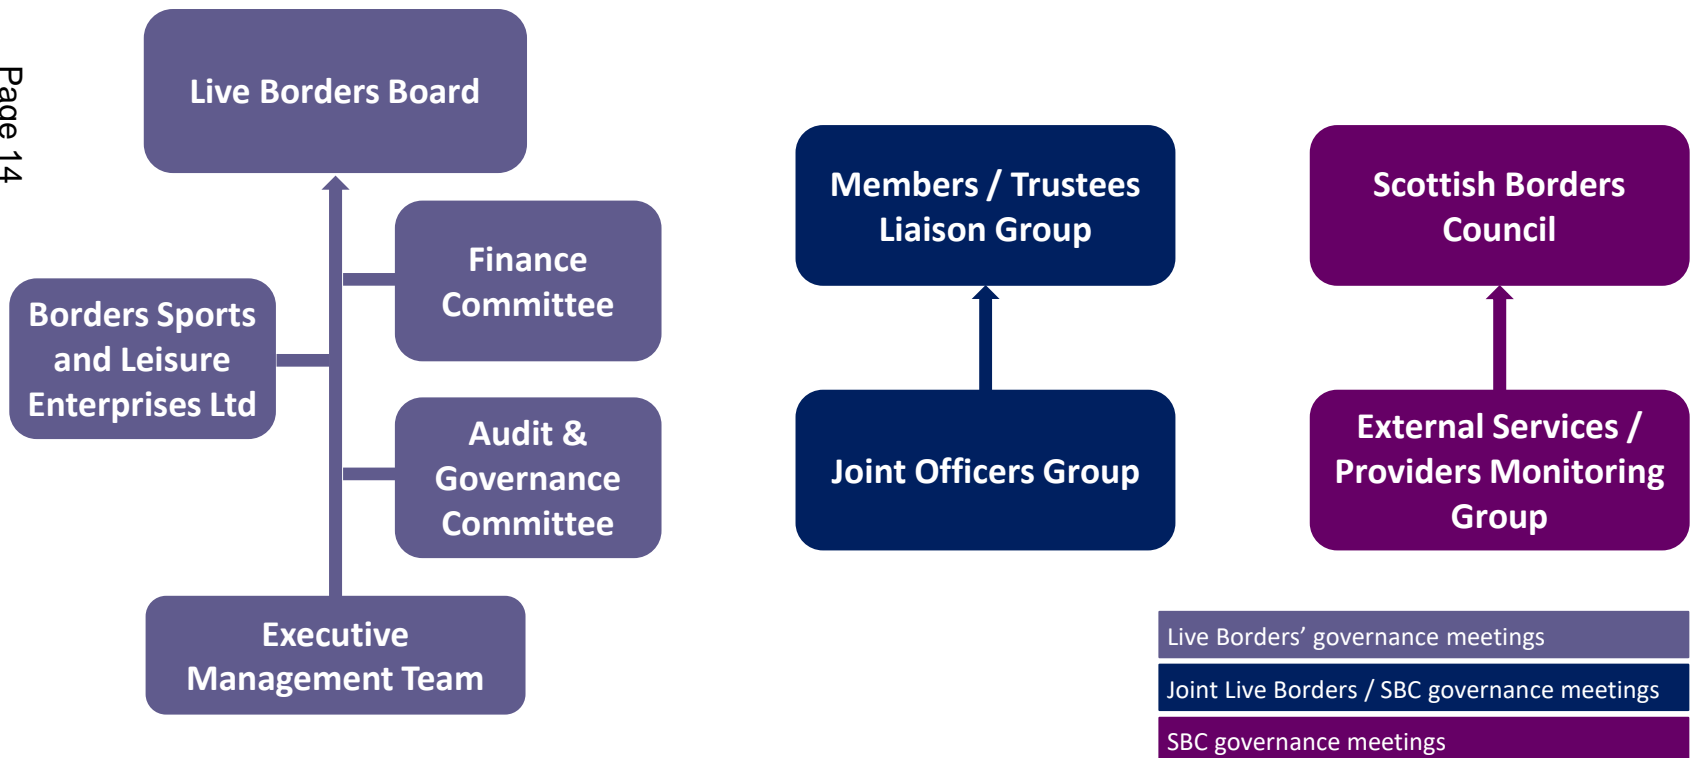 Page 14
Live Borders Board
Finance
Committee
Borders Sports
and Leisure
Enterprises Ltd
Audit &
Governance
Committee
Executive
Management Team
Members / Trustees
Liaison Group
Joint Officers Group
Scottish Borders
Council
External Services /
Providers Monitoring
Group
Live Borders’ governance meetings
Joint Live Borders / SBC governance meetings
SBC governance meetings